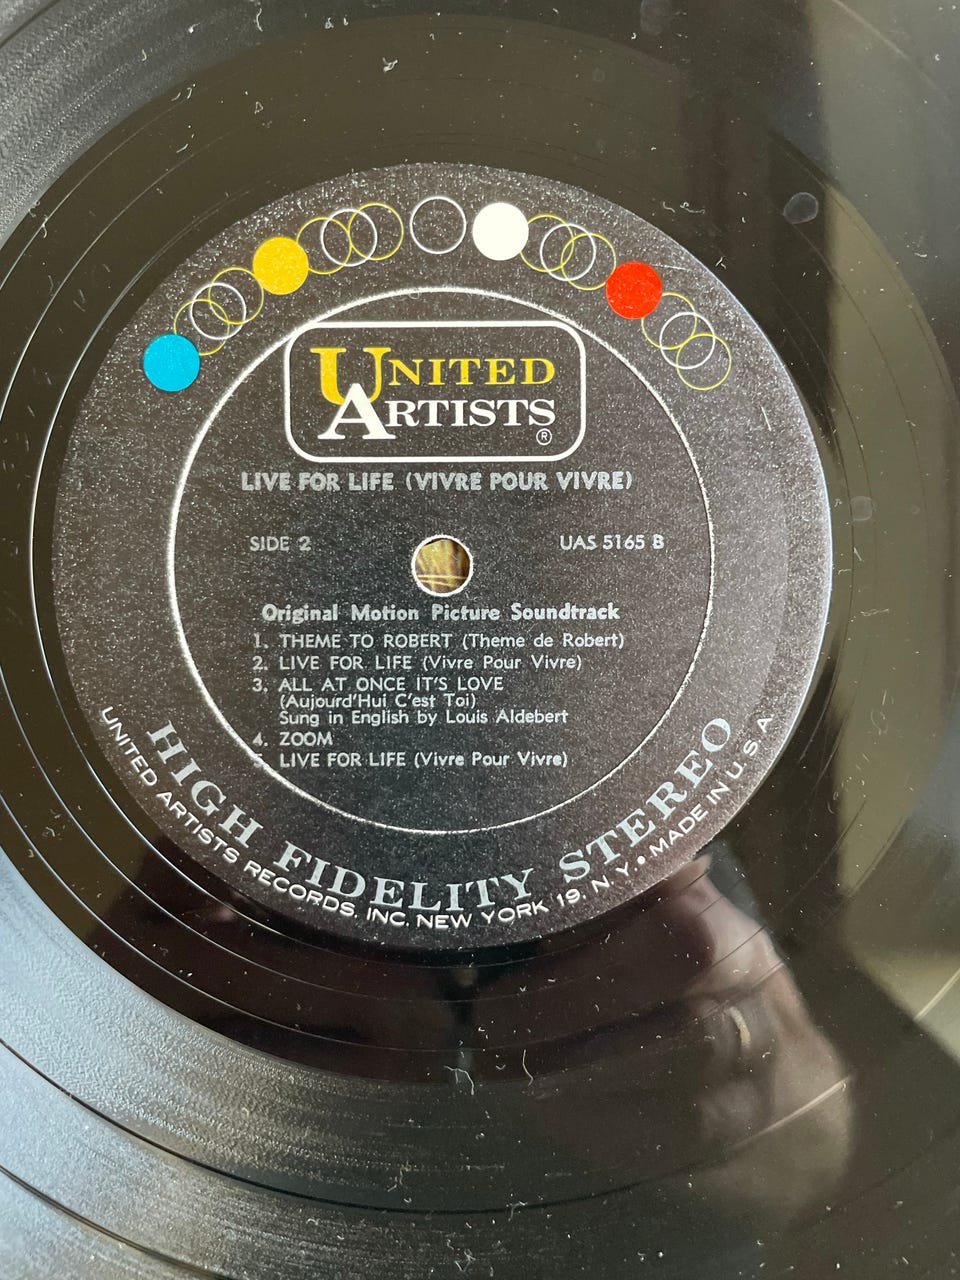 UNITED
ARTISTS
®
LIVE FOR LIFE (VIVRE POUR VIVRE)
SIDE 2
UAS 5165 B
Original Motion Picture Soundtrack
1. THEME TO ROBERT (Theme de Robert)
2. LIVE FOR LIFE (Vivre Pour Vivre)
3. ALL AT ONCE IT'S LOVE
(Aujourd'Hui C'est Toi)
Sung in English by Louis Aldebert
4. ZOOM
5. LIVE FOR LIFE (Vivre Pour Vivre)
HIGH FIDELITY STEREO
UNITED ARTISTS RECORDS, INC. NEW YORK 19, N.Y. • MADE IN U.S.A.